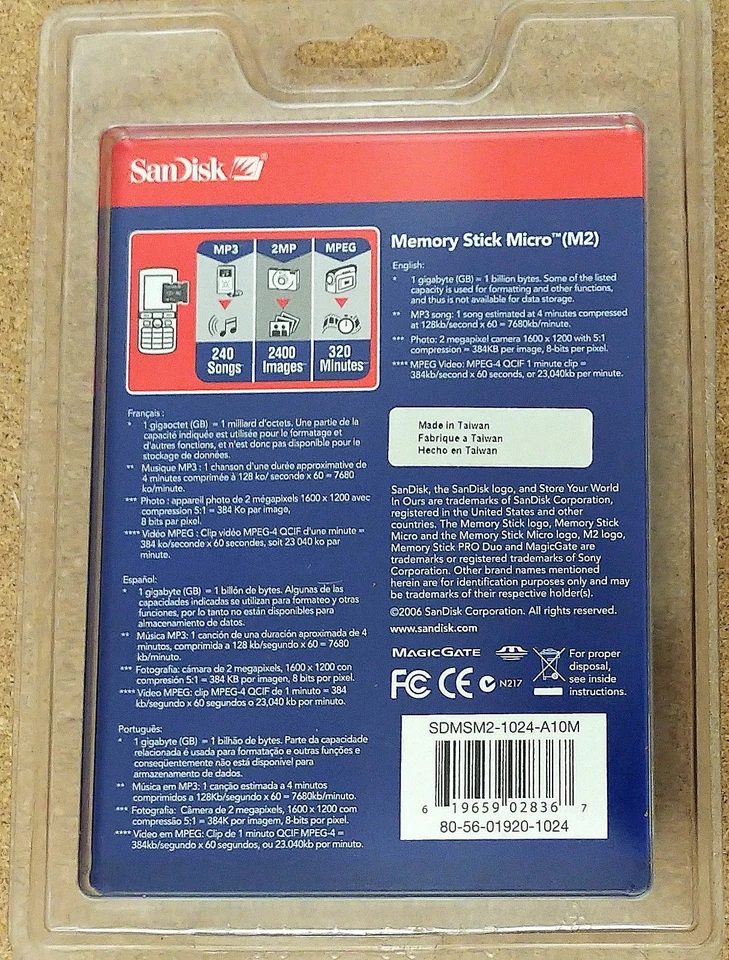 SanDisk
MP3 2MP MPEG
240 Songs 2400 Images 320 Minutes
Memory Stick Micro™(M2)
English:
* 1 gigabyte (GB) = 1 billion bytes. Some of the listed
capacity is used for formatting and other functions,
and thus is not available for data storage.
** MP3 song: 1 song estimated at 4 minutes compressed
at 128kb/second x 60 = 7680kb/minute.
*** Photo: 2 megapixel camera 1600 x 1200 with 5:1
compression = 384KB per image, 8-bits per pixel.
**** MPEG Video: MPEG-4 QCIF 1 minute clip =
384kb/second x 60 seconds, or 23,040kb per minute.
Français :
* 1 gigaoctet (GB) = 1 milliard d'octets. Une partie de la
capacité indiquée est utilisée pour le formatage et
d'autres fonctions, et n'est donc pas disponible pour le
stockage de données.
** Musique MP3 : 1 chanson d'une durée approximative de
4 minutes comprimée à 128 ko/ seconde x 60 = 7680
ko/minute.
*** Photo : appareil photo de 2 mégapixels 1600 x 1200 avec
compression 5:1 = 384 Ko par image,
8 bits par pixel.
**** Vidéo MPEG : Clip vidéo MPEG-4 QCIF d'une minute =
384 ko/seconde x 60 secondes, soit 23 040 ko par
minute.
Español:
* 1 gigabyte (GB) = 1 billón de bytes. Algunas de las
capacidades indicadas se utilizan para formateo y otras
funciones, por lo tanto no están disponibles para
almacenamiento de datos.
** Música MP3: 1 canción de una duración aproximada de 4
minutos, comprimida a 128 kb/segundo x 60 = 7680
kb/minuto.
*** Fotografía: cámara de 2 megapixels, 1600 x 1200 con
compresión 5:1 = 384 KB por imagen, 8 bits por pixel.
**** Video MPEG: clip MPEG-4 QCIF de 1 minuto = 384
kb/segundo x 60 segundos o 23,040 kb por minuto.
Português:
* 1 gigabyte (GB) = 1 bilhão de bytes. Parte da capacidade
relacionada é usada para formatação e outras funções e
conseqüentemente não está disponível para
armazenamento de dados.
** Música em MP3: 1 canção estimada a 4 minutos
comprimidos a 128Kb/segundo x 60 = 7680kb/minuto.
*** Fotografia: Câmera de 2 megapixels, 1600 x 1200 com
compressão 5:1 = 384K por imagem, 8-bits por pixel.
**** Vídeo em MPEG: Clip de 1 minuto QCIF MPEG-4 =
384kb/segundo x 60 segundos, ou 23.040kb por minuto.
Made in Taiwan
Fabrique a Taiwan
Hecho en Taiwan
SanDisk, the SanDisk logo, and Store Your World
In Ours are trademarks of SanDisk Corporation,
registered in the United States and other
countries. The Memory Stick logo, Memory Stick
Micro and the Memory Stick Micro logo, M2 logo,
Memory Stick PRO Duo and MagicGate are
trademarks or registered trademarks of Sony
Corporation. Other brand names mentioned
herein are for identification purposes only and may
be trademarks of their respective holder(s).
©2006 SanDisk Corporation. All rights reserved.
www.sandisk.com
MAGICGATE
FC CE N217
For proper
disposal,
see inside
instructions.
SDMSM2-1024-A10M
6 19659 02836 7
80-56-01920-1024